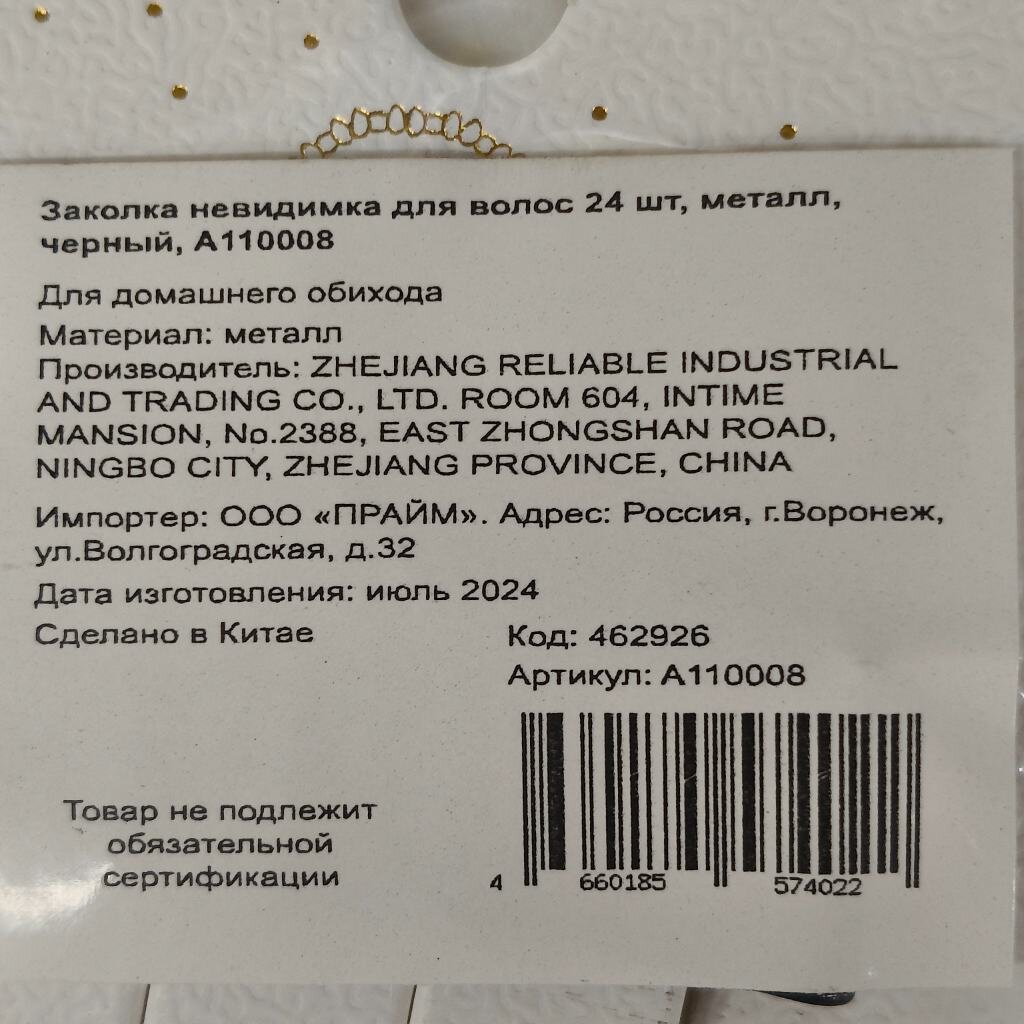 Заколка невидимка для волос 24 шт, металл,
черный, А110008
Для домашнего обихода
Материал: металл
Производитель: ZHEJIANG RELIABLE INDUSTRIAL
AND TRADING CO., LTD. ROOM 604, INTIME
MANSION, No.2388, EAST ZHONGSHAN ROAD,
NINGBO CITY, ZHEJIANG PROVINCE, CHINA
Импортер: ООО «ПРАЙМ». Адрес: Россия, г.Воронеж,
ул.Волгоградская, д.32
Дата изготовления: июль 2024
Сделано в Китае
Код: 462926
Артикул: А110008
Товар не подлежит
обязательной
сертификации
4 660185 574022